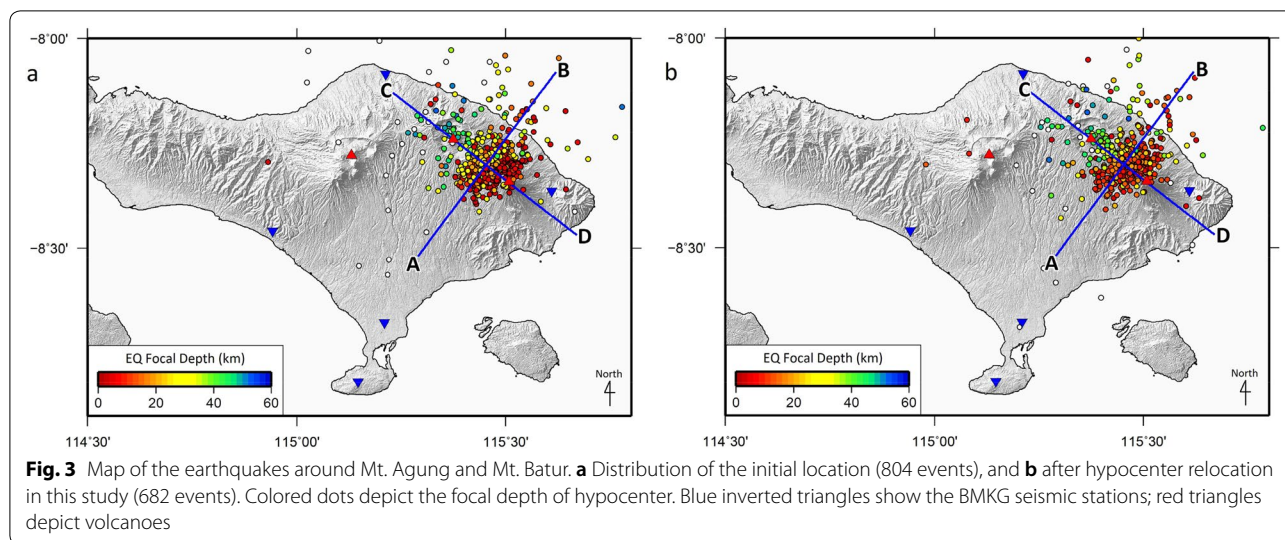 −8°00'
a
B
C
−8°30'
A
D
EQ Focal Depth (km)
0 20 40 60
North
114°30' 115°00' 115°30'
−8°00'
b
B
C
−8°30'
A
D
EQ Focal Depth (km)
0 20 40 60
North
114°30' 115°00' 115°30'
Fig. 3 Map of the earthquakes around Mt. Agung and Mt. Batur. a Distribution of the initial location (804 events), and b after hypocenter relocation
in this study (682 events). Colored dots depict the focal depth of hypocenter. Blue inverted triangles show the BMKG seismic stations; red triangles
depict volcanoes